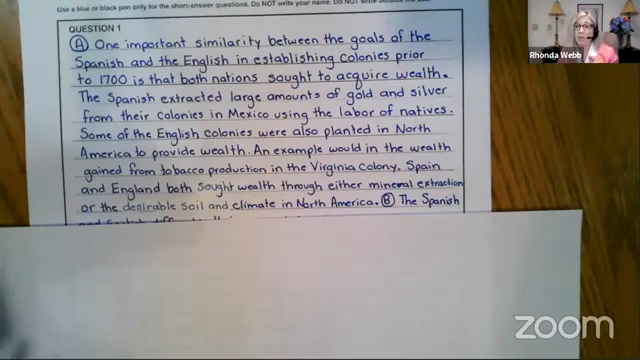 Use a blue or black pen only for the short-answer questions. Do NOT write your name. Do NOT write outside the
QUESTION 1
Ⓐ One important similarity between the goals of the
Spanish and the English in establishing colonies prior
to 1700 is that both nations sought to acquire wealth.
The Spanish extracted large amounts of gold and silver
from their colonies in Mexico using the labor of natives.
Some of the English colonies were also planted in North
America to provide wealth. An example would in the wealth
gained from tobacco production in the Virginia Colony. Spain
and England both sought wealth through either mineral extraction
or the desirable soil and climate in North America. Ⓑ The Spanish
Rhonda Webb
zoom